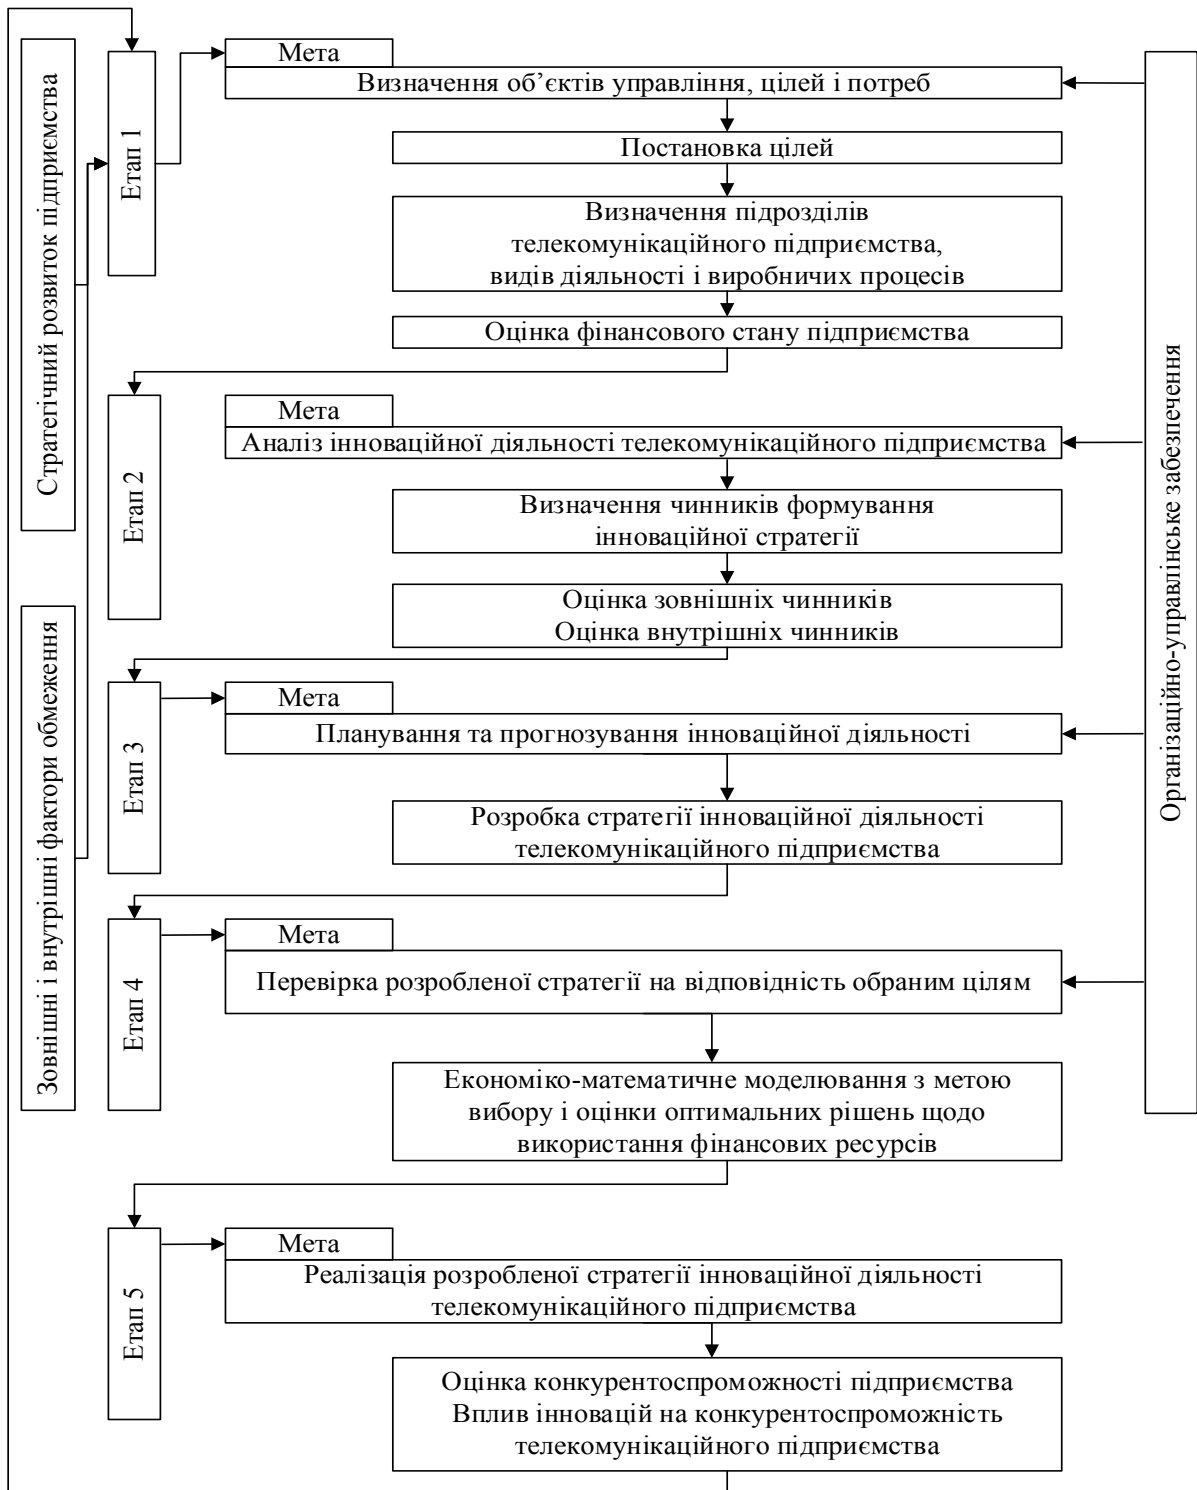 Стратегічний розвиток підприємства
Зовнішні і внутрішні фактори обмеження
Етап 1
Мета
Визначення об’єктів управління, цілей і потреб
Постановка цілей
Визначення підрозділів
телекомунікаційного підприємства,
видів діяльності і виробничих процесів
Оцінка фінансового стану підприємства
Етап 2
Мета
Аналіз інноваційної діяльності телекомунікаційного підприємства
Визначення чинників формування
інноваційної стратегії
Оцінка зовнішніх чинників
Оцінка внутрішніх чинників
Етап 3
Мета
Планування та прогнозування інноваційної діяльності
Розробка стратегії інноваційної діяльності
телекомунікаційного підприємства
Етап 4
Мета
Перевірка розробленої стратегії на відповідність обраним цілям
Економіко-математичне моделювання з метою
вибору і оцінки оптимальних рішень щодо
використання фінансових ресурсів
Етап 5
Мета
Реалізація розробленої стратегії інноваційної діяльності
телекомунікаційного підприємства
Оцінка конкурентоспроможності підприємства
Вплив інновацій на конкурентоспроможність
телекомунікаційного підприємства
Організаційно-управлінське забезпечення